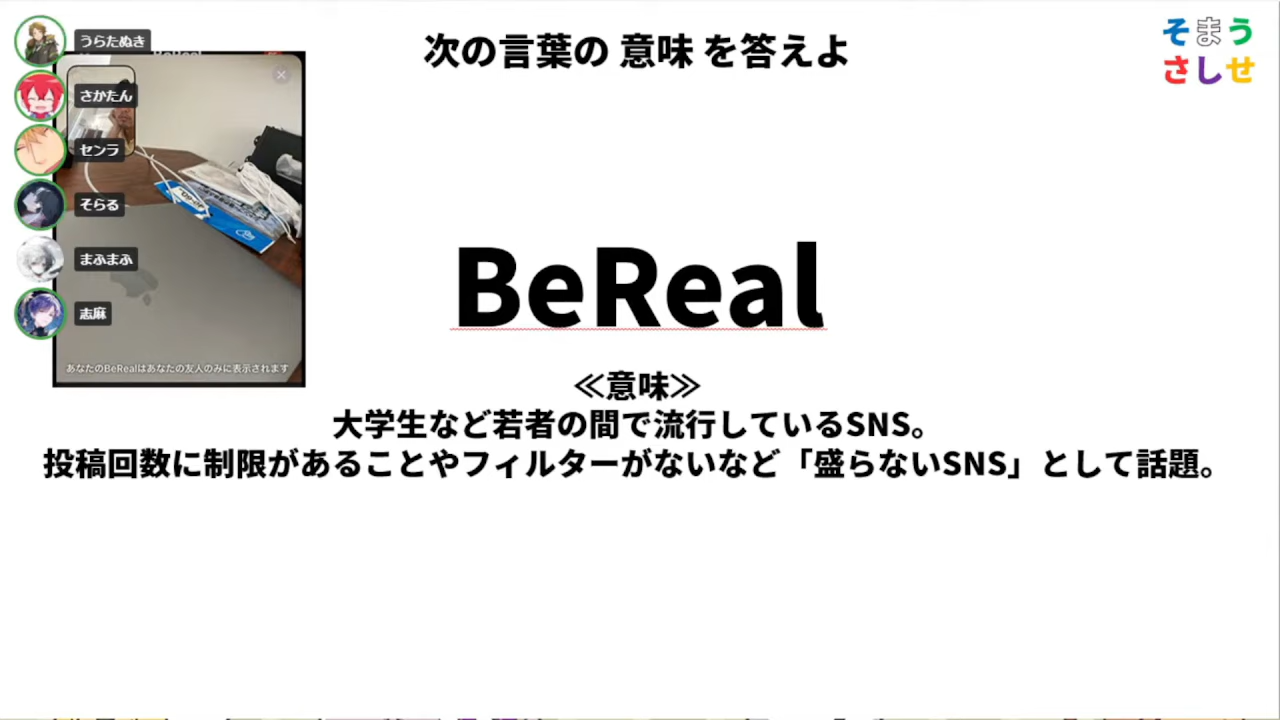 次の言葉の 意味 を答えよ
そまう
さしせ
うらたぬき
さかたん
センラ
そらる
まふまふ
志麻
あなたのBeRealはあなたの友人のみに表示されます
BeReal
≪意味≫
大学生など若者の間で流行しているSNS。
投稿回数に制限があることやフィルターがないなど「盛らないSNS」として話題。